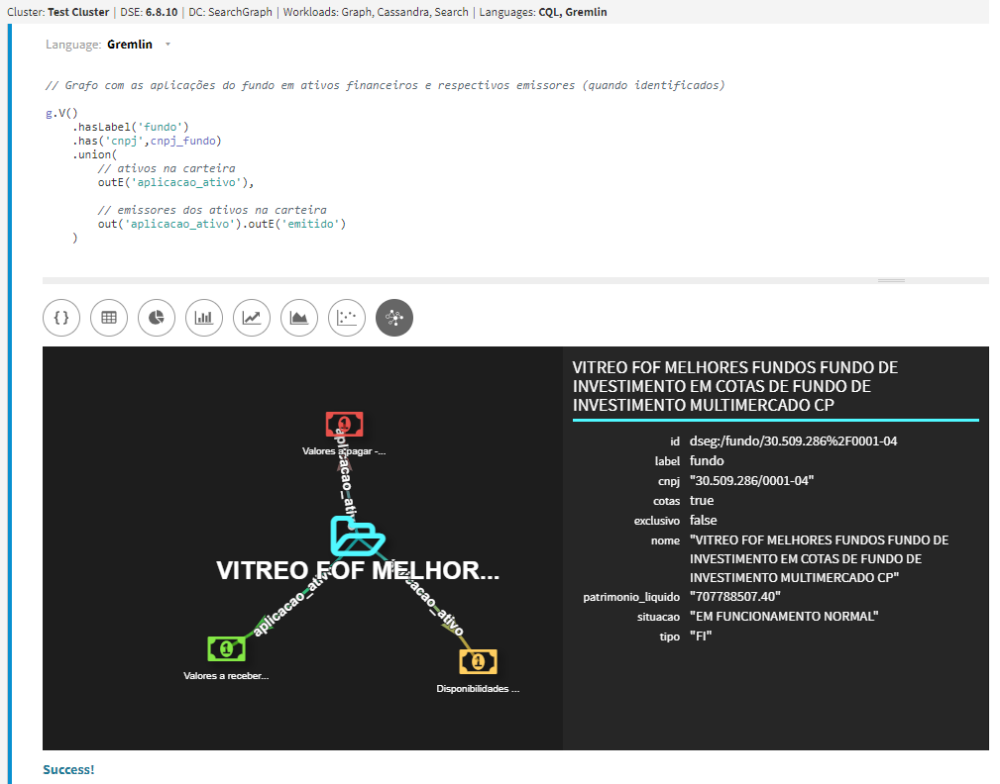 Cluster: Test Cluster | DSE: 6.8.10 | DC: SearchGraph | Workloads: Graph, Cassandra, Search | Languages: CQL, Gremlin
Language: Gremlin
// Grafo com as aplicações do fundo em ativos financeiros e respectivos emissores (quando identificados)
g.V()
.hasLabel('fundo')
.has('cnpj',cnpj_fundo)
.union(
// ativos na carteira
outE('aplicacao_ativo'),
// emissores dos ativos na carteira
out('aplicacao_ativo').outE('emitido')
)
{}
VITREO FOF MELHORES FUNDOS FUNDO DE
INVESTIMENTO EM COTAS DE FUNDO DE
INVESTIMENTO MULTIMERCADO CP
id dseg:/fundo/30.509.286%2F0001-04
label fundo
cnpj "30.509.286/0001-04"
cotas true
exclusivo false
nome "VITREO FOF MELHORES FUNDOS FUNDO DE
INVESTIMENTO EM COTAS DE FUNDO DE
INVESTIMENTO MULTIMERCADO CP"
patrimonio_liquido "707788507.40"
situacao "EM FUNCIONAMENTO NORMAL"
tipo "FI"
1
Valores a pagar -...
aplicacao_ativo
VITREO FOF MELHOR...
aplicacao_ativo
aplicacao_ativo
1
Valores a receber...
1
Disponibilidades ...
Success!